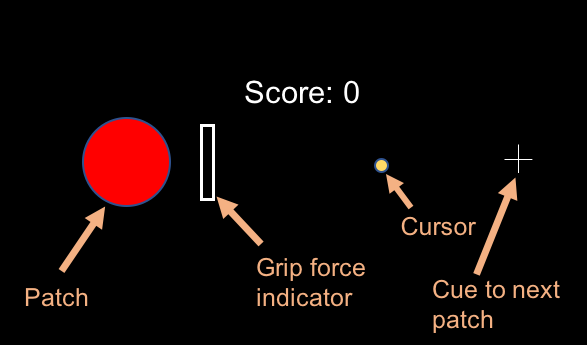 Score: 0
Cursor
Grip force
indicator
Patch
Cue to next
patch